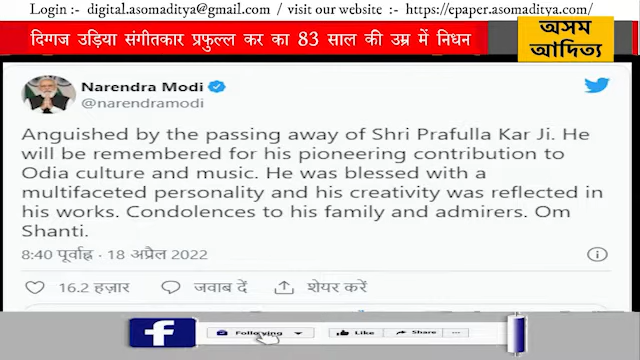 Login :- digital.asomaditya@gmail.com / visit our website :- https://epaper.asomaditya.com/
दिग्गज उड़िया संगीतकार प्रफुल्ल कर का 83 साल की उम्र में निधन
असम
आदित्य
Narendra Modi
@narendramodi
Anguished by the passing away of Shri Prafulla Kar Ji. He
will be remembered for his pioneering contribution to
Odia culture and music. He was blessed with a
multifaceted personality and his creativity was reflected in
his works. Condolences to his family and admirers. Om
Shanti.
8:40 पूर्वाह्न · 18 अप्रैल 2022
16.2 हज़ार जवाब दें शेयर करें
f Following Like Share